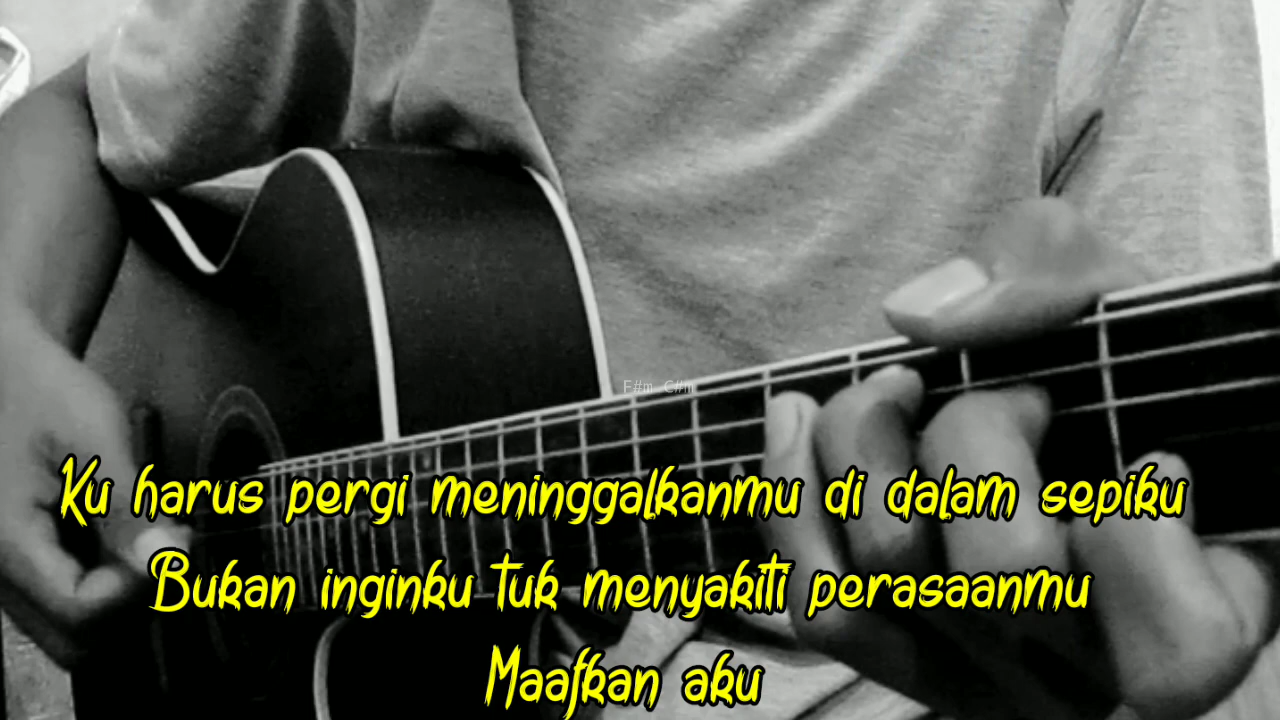 F#m C#m
Ku harus pergi meninggalkanmu di dalam sepiku
Bukan inginku tuk menyakiti perasaanmu
Maafkan aku